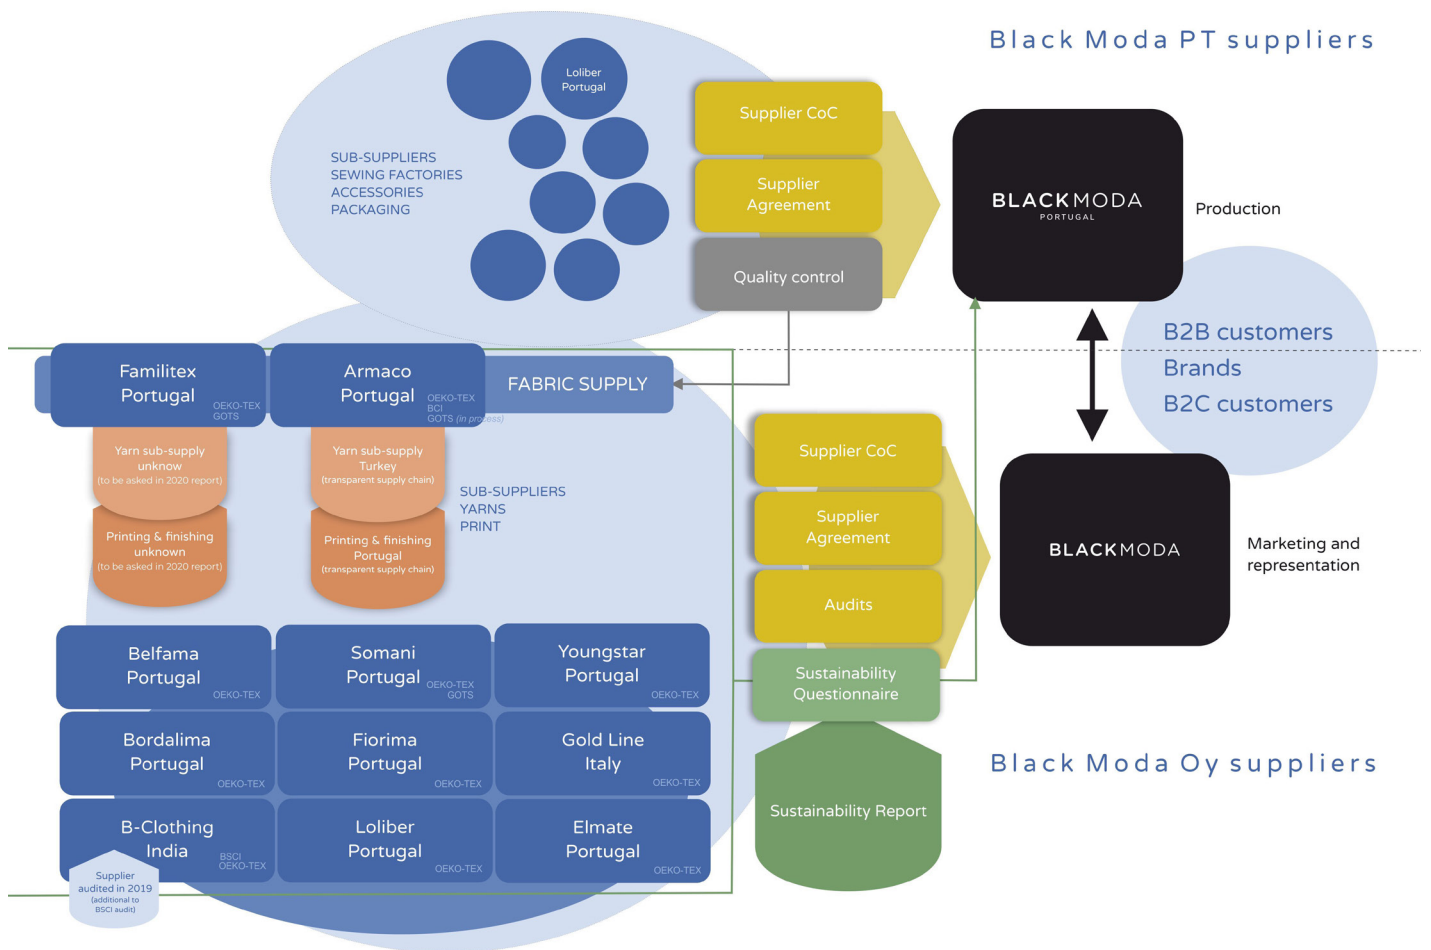 Black Moda PT suppliers
Loliber
Portugal
SUB-SUPPLIERS
SEWING FACTORIES
ACCESSORIES
PACKAGING
Supplier CoC
Supplier
Agreement
Quality control
BLACKMODA
PORTUGAL
Production
B2B customers
Brands
B2C customers
Familitex
Portugal
OEKO-TEX
GOTS
Armaco
Portugal
OEKO-TEX
BCI
GOTS (in process)
FABRIC SUPPLY
Yarn sub-supply
unknow
(to be asked in 2020 report)
Yarn sub-supply
Turkey
(transparent supply chain)
SUB-SUPPLIERS
YARNS
PRINT
Printing & finishing
unknown
(to be asked in 2020 report)
Printing & finishing
Portugal
(transparent supply chain)
Supplier CoC
Supplier
Agreement
Audits
Sustainability
Questionnaire
Sustainability Report
BLACKMODA
Marketing and
representation
Black Moda Oy suppliers
Belfama
Portugal
OEKO-TEX
Somani
Portugal
OEKO-TEX
GOTS
Youngstar
Portugal
OEKO-TEX
Bordalima
Portugal
OEKO-TEX
Fiorima
Portugal
OEKO-TEX
Gold Line
Italy
OEKO-TEX
B-Clothing
India
BSCI
OEKO-TEX
Loliber
Portugal
OEKO-TEX
Elmate
Portugal
OEKO-TEX
Supplier
audited in 2019
(additional to
BSCI audit)